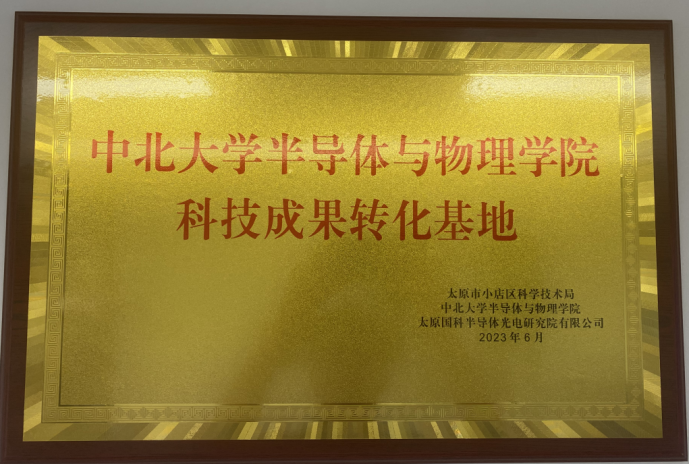 中北大学半导体与物理学院
科技成果转化基地
太原市小店区科学技术局
中北大学半导体与物理学院
太原国科半导体光电研究院有限公司
2023年6月